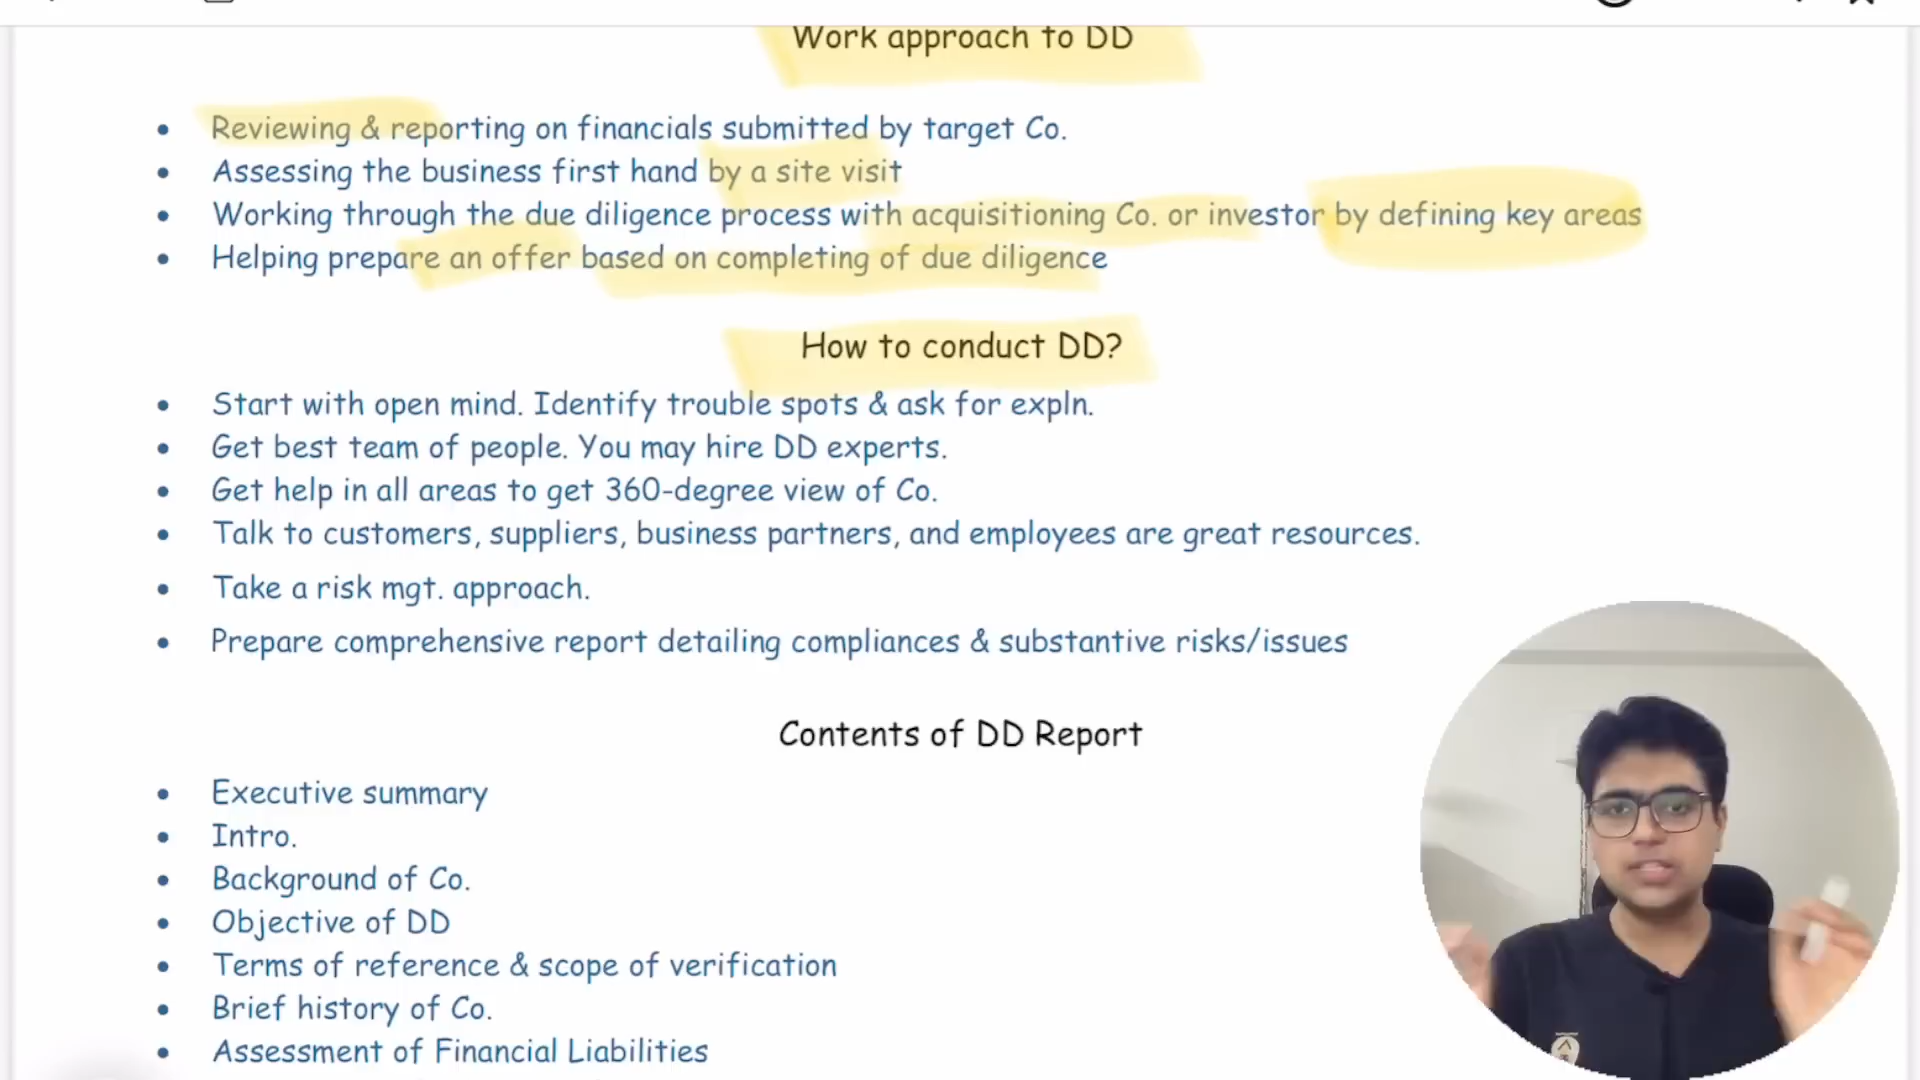 Work approach to DD
• Reviewing & reporting on financials submitted by target Co.
• Assessing the business first hand by a site visit
• Working through the due diligence process with acquisitioning Co. or investor by defining key areas
• Helping prepare an offer based on completing of due diligence
How to conduct DD?
• Start with open mind. Identify trouble spots & ask for expln.
• Get best team of people. You may hire DD experts.
• Get help in all areas to get 360-degree view of Co.
• Talk to customers, suppliers, business partners, and employees are great resources.
• Take a risk mgt. approach.
• Prepare comprehensive report detailing compliances & substantive risks/issues
Contents of DD Report
• Executive summary
• Intro.
• Background of Co.
• Objective of DD
• Terms of reference & scope of verification
• Brief history of Co.
• Assessment of Financial Liabilities